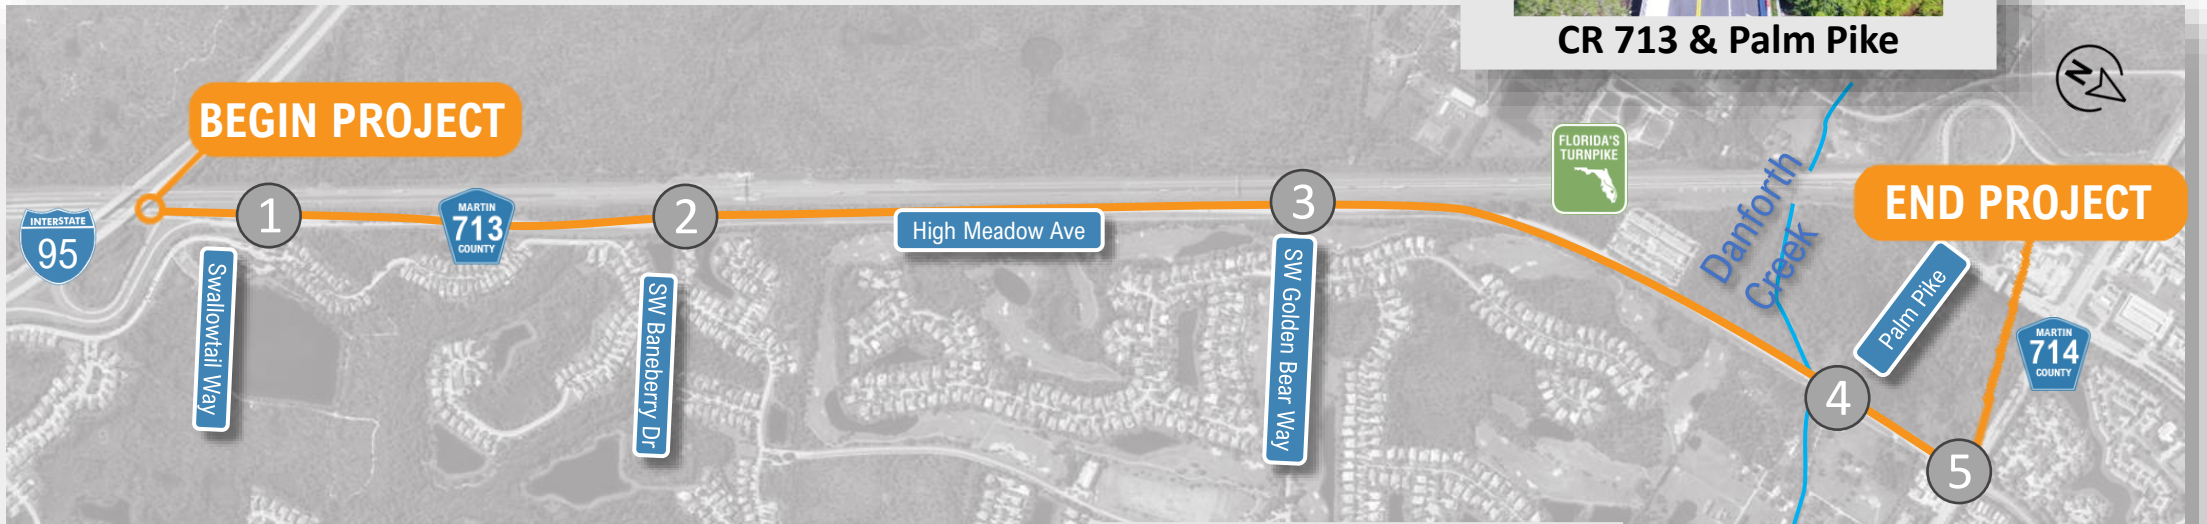 CR 713 & Palm Pike
N
BEGIN PROJECT
FLORIDA'S
TURNPIKE
END PROJECT
INTERSTATE
95
1
MARTIN
713
COUNTY
2
High Meadow Ave
3
Danforth
Creek
Palm Pike
MARTIN
714
COUNTY
Swallowtail Way
SW Baneberry Dr
SW Golden Bear Way
4
5